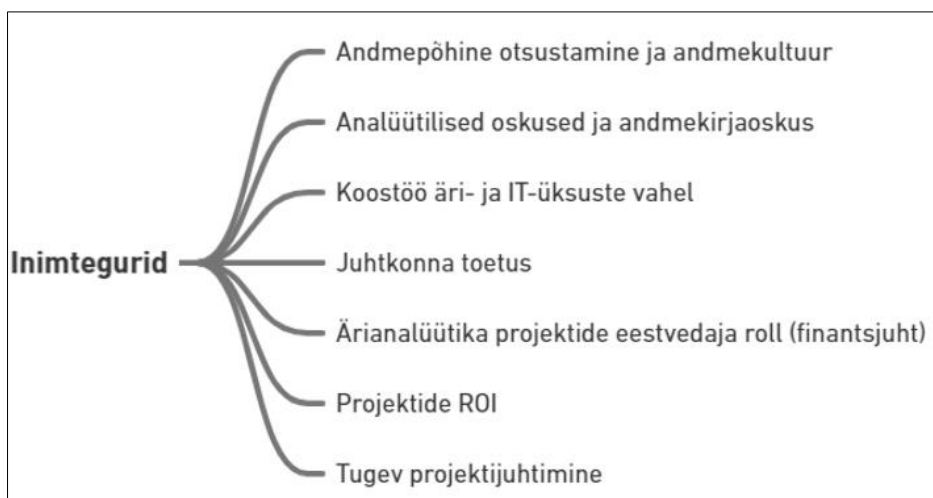 Andmepõhine otsustamine ja andmekultuur
Analüütilised oskused ja andmekirjaoskus
Koostöö äri- ja IT-üksuste vahel
Inimtegurid
Juhtkonna toetus
Ärianalüütika projektide eestvedaja roll (finantsjuht)
Projektide ROI
Tugev projektijuhtimine